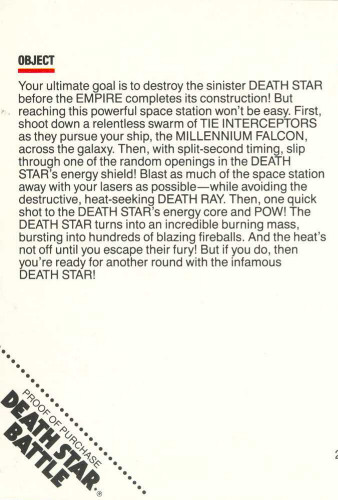 OBJECT
Your ultimate goal is to destroy the sinister DEATH STAR
before the EMPIRE completes its construction! But
reaching this powerful space station won't be easy. First,
shoot down a relentless swarm of TIE INTERCEPTORS
as they pursue your ship, the MILLENNIUM FALCON,
across the galaxy. Then, with split-second timing, slip
through one of the random openings in the DEATH
STAR'S energy shield! Blast as much of the space station
away with your lasers as possible—while avoiding the
destructive, heat-seeking DEATH RAY. Then, one quick
shot to the DEATH STAR's energy core and POW! The
DEATH STAR turns into an incredible burning mass,
bursting into hundreds of blazing fireballs. And the heat's
not off until you escape their fury! But if you do, then
you're ready for another round with the infamous
DEATH STAR!
PROOF OF PURCHASE
DEATH STAR
BATTLE®
2